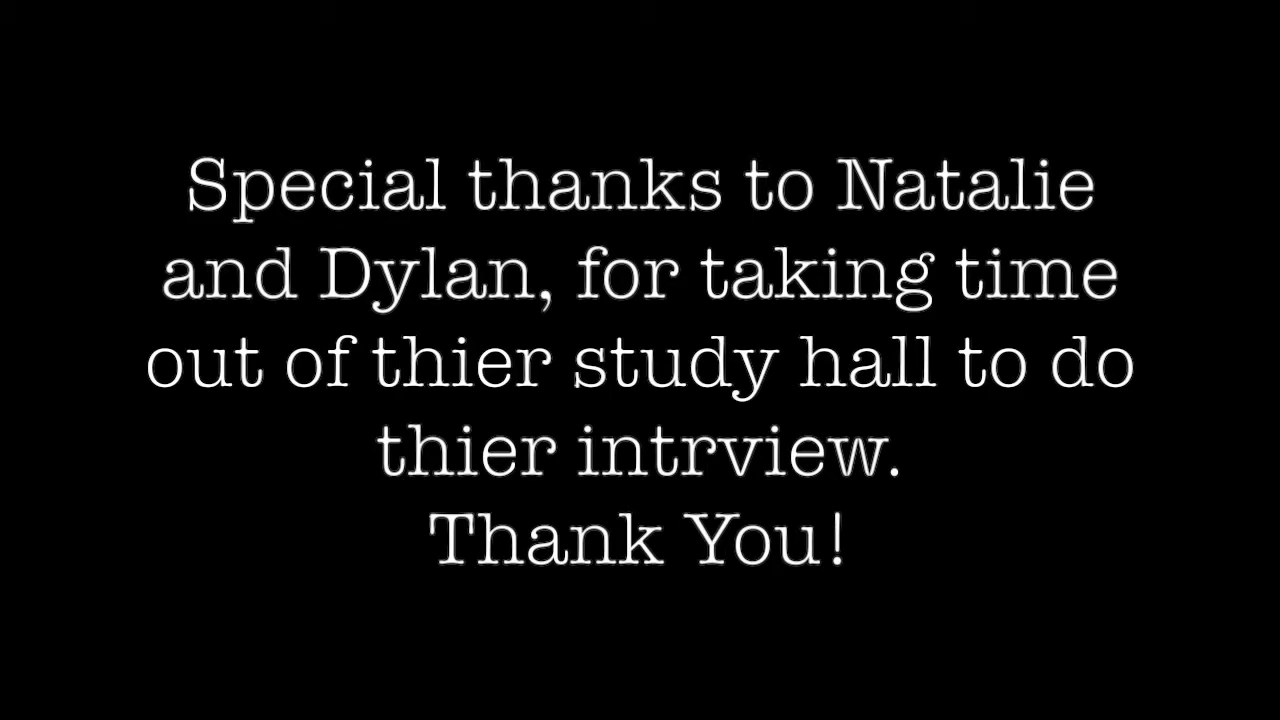 Special thanks to Natalie
and Dylan, for taking time
out of thier study hall to do
thier intrview.
Thank You!